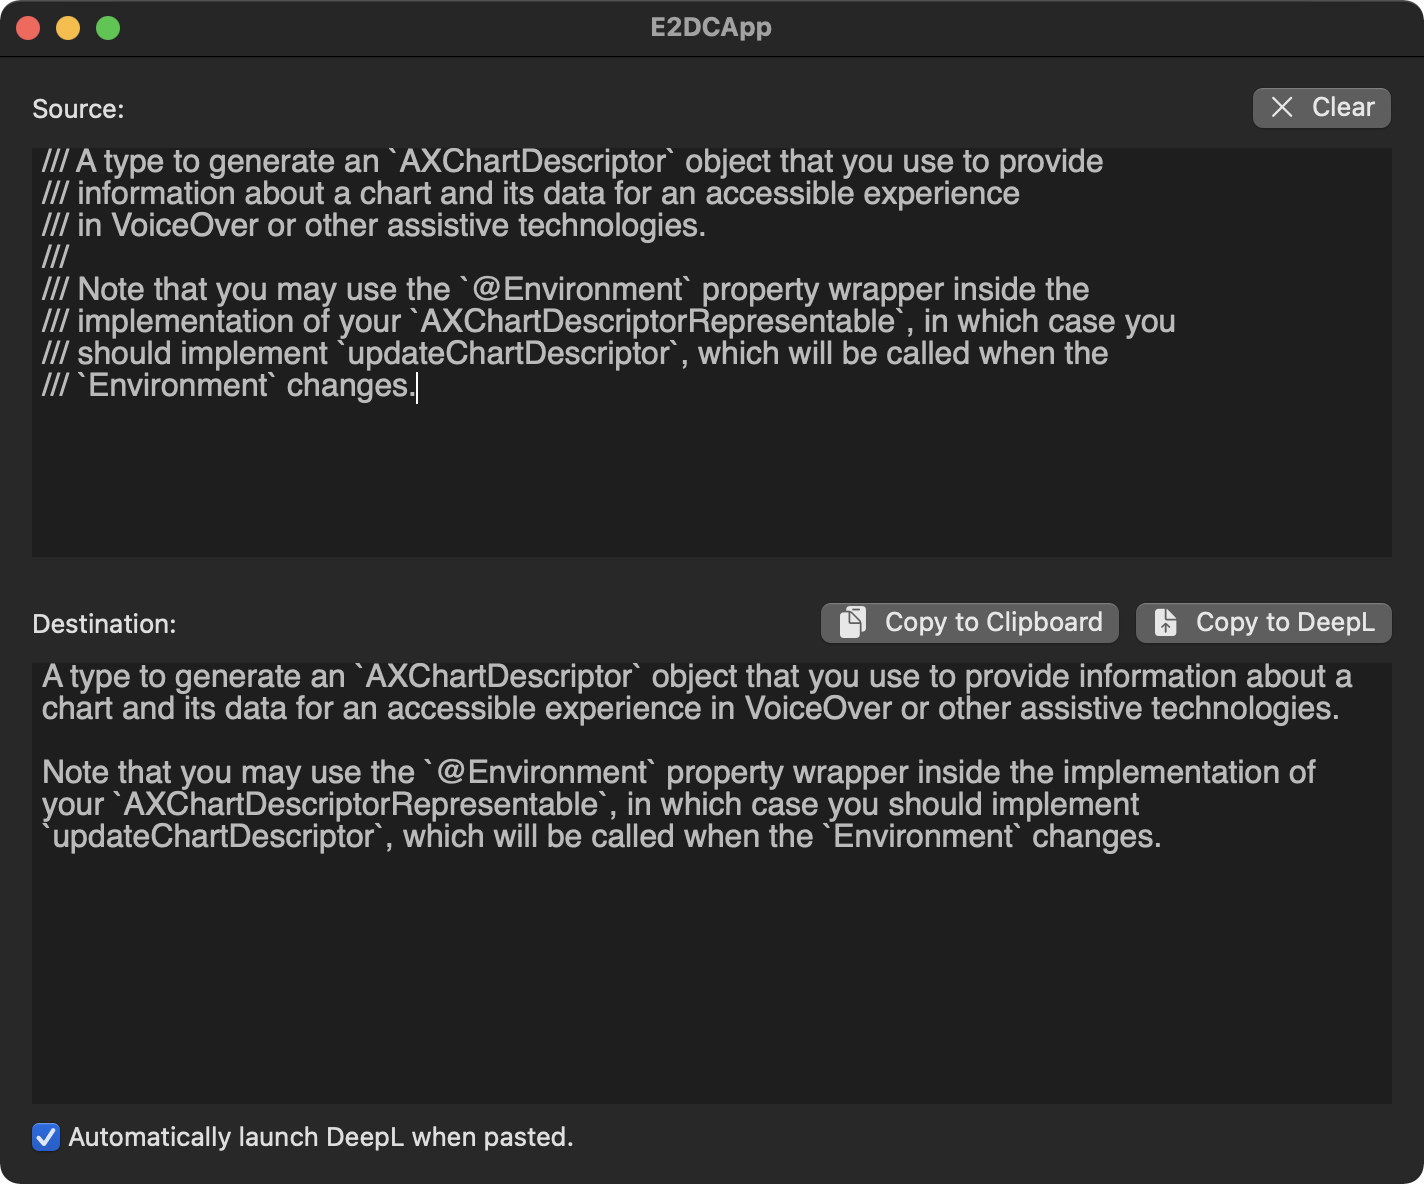 E2DCApp
Source:
Clear
/// A type to generate an `AXChartDescriptor` object that you use to provide
/// information about a chart and its data for an accessible experience
/// in VoiceOver or other assistive technologies.
///
/// Note that you may use the `@Environment` property wrapper inside the
/// implementation of your `AXChartDescriptorRepresentable`, in which case you
/// should implement `updateChartDescriptor`, which will be called when the
/// `Environment` changes.
Destination:
Copy to Clipboard
Copy to DeepL
A type to generate an `AXChartDescriptor` object that you use to provide information about a
chart and its data for an accessible experience in VoiceOver or other assistive technologies.
Note that you may use the `@Environment` property wrapper inside the implementation of
your `AXChartDescriptorRepresentable`, in which case you should implement
`updateChartDescriptor`, which will be called when the `Environment` changes.
Automatically launch DeepL when pasted.